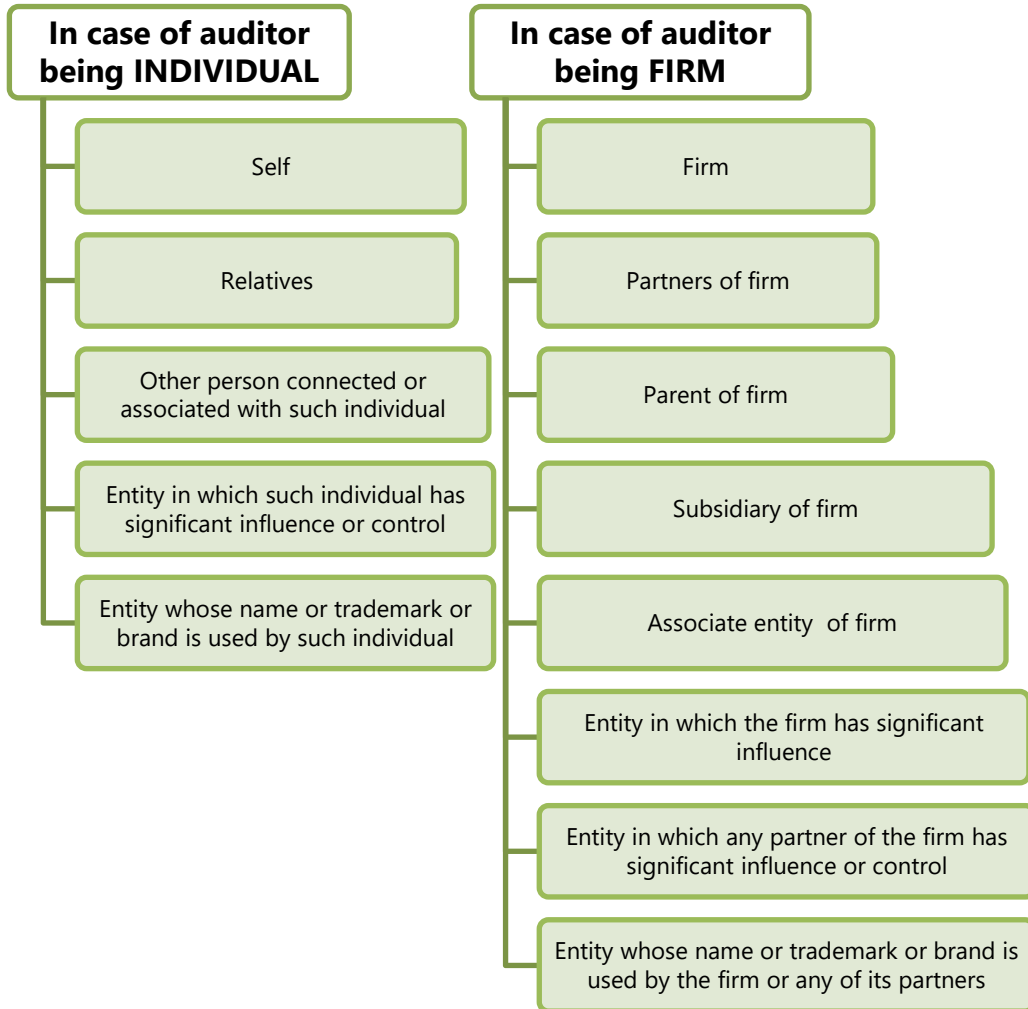 In case of auditor
being INDIVIDUAL
Self
Relatives
Other person connected or
associated with such individual
Entity in which such individual has
significant influence or control
Entity whose name or trademark or
brand is used by such individual
In case of auditor
being FIRM
Firm
Partners of firm
Parent of firm
Subsidiary of firm
Associate entity of firm
Entity in which the firm has significant
influence
Entity in which any partner of the firm has
significant influence or control
Entity whose name or trademark or brand is
used by the firm or any of its partners